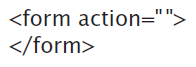 <form action="">
</form>